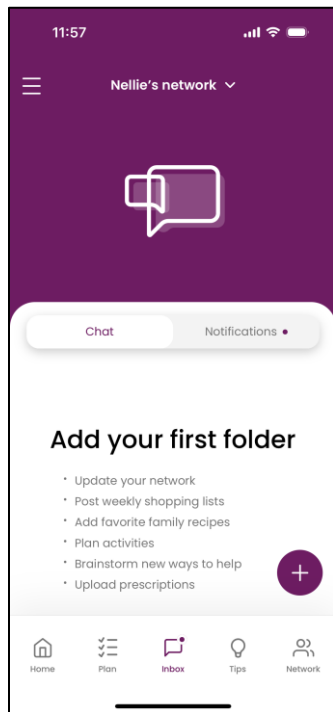 11:57
Nellie's network
Chat
Notifications
Add your first folder
• Update your network
• Post weekly shopping lists
• Add favorite family recipes
• Plan activities
• Brainstorm new ways to help
• Upload prescriptions
Home
Plan
Inbox
Tips
Network